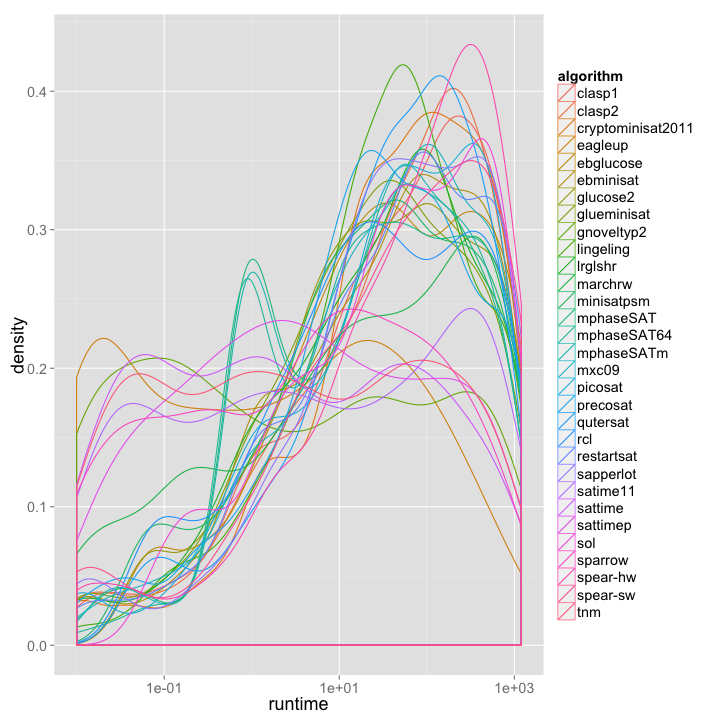 algorithm
clasp1
clasp2
cryptominisat2011
eagleup
ebglucose
ebminisat
glucose2
glueminisat
gnoveltyp2
lingeling
lrglshr
marchrw
minisatpsm
mphaseSAT
mphaseSAT64
mphaseSATm
mxc09
picosat
precosat
qutersat
rcl
restartsat
sapperlot
satime11
sattime
sattimep
sol
sparrow
spear-hw
spear-sw
tnm
density
0.4
0.3
0.2
0.1
0.0
1e-01 1e+01 1e+03
runtime